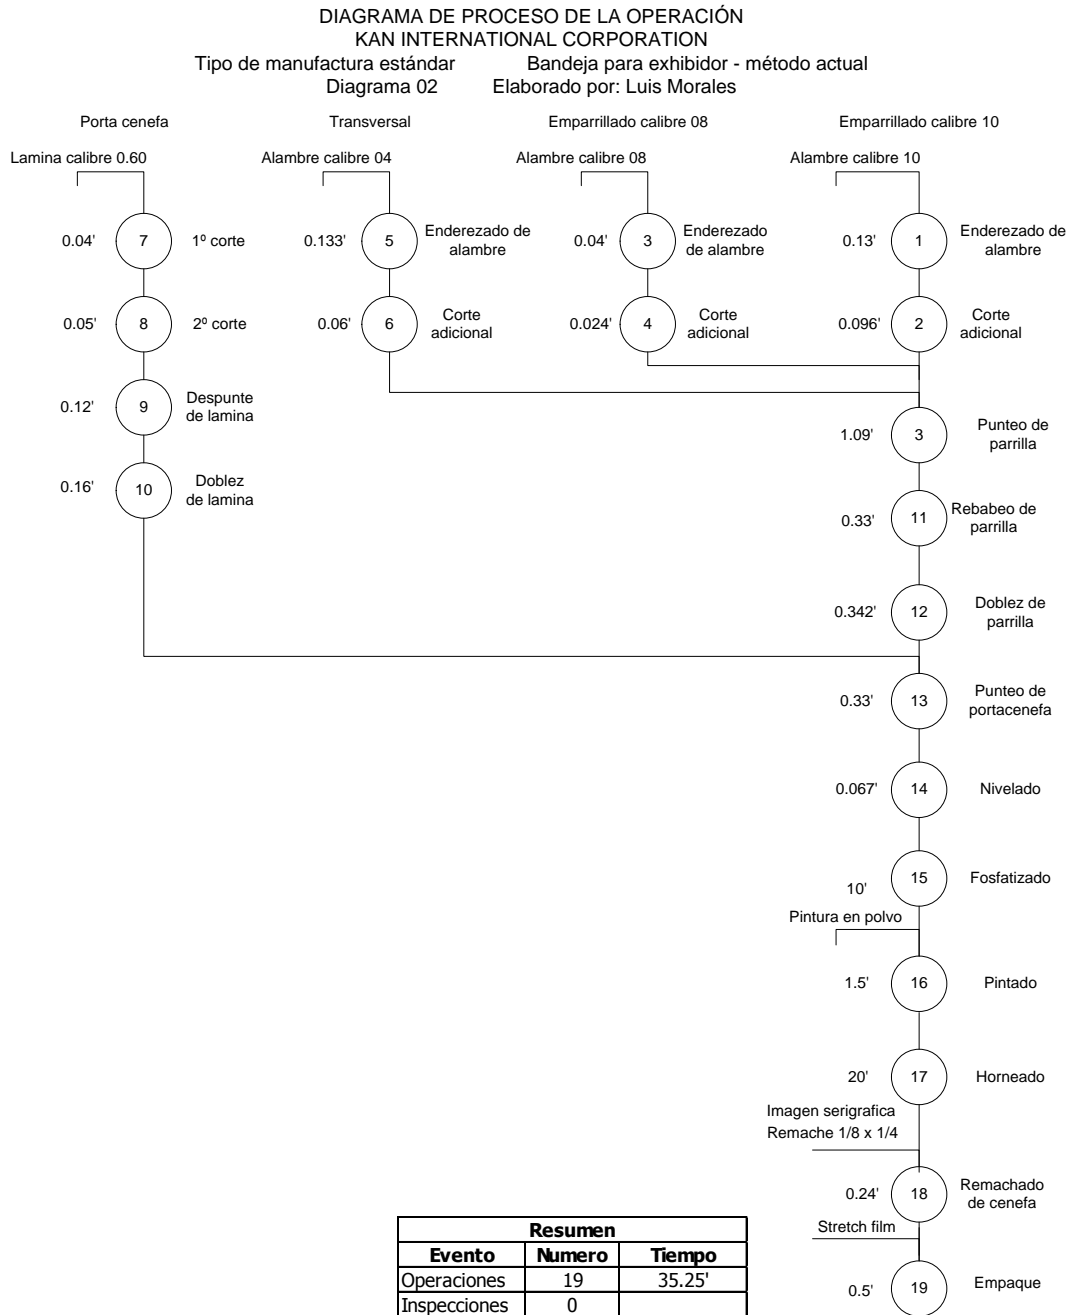 DIAGRAMA DE PROCESO DE LA OPERACIÓN
KAN INTERNATIONAL CORPORATION
Tipo de manufactura estándar Bandeja para exhibidor - método actual
Diagrama 02 Elaborado por: Luis Morales
Porta cenefa Transversal Emparrillado calibre 08 Emparrillado calibre 10
Lamina calibre 0.60 Alambre calibre 04 Alambre calibre 08 Alambre calibre 10
0.04' 7 1º corte
0.133' 5 Enderezado de
alambre
0.04' 3 Enderezado
de alambre
0.13' 1 Enderezado de
alambre
0.05' 8 2º corte
0.06' 6 Corte
adicional
0.024' 4 Corte
adicional
0.096' 2 Corte
adicional
0.12' 9 Despunte
de lamina
1.09' 3 Punteo de
parrilla
0.16' 10 Doblez
de lamina
0.33' 11 Rebabeo de
parrilla
0.342' 12 Doblez de
parrilla
0.33' 13 Punteo de
portacenefa
0.067' 14 Nivelado
10' 15 Fosfatizado
Pintura en polvo
1.5' 16 Pintado
20' 17 Horneado
Imagen serigrafica
Remache 1/8 x 1/4
0.24' 18 Remachado
de cenefa
Stretch film
0.5' 19 Empaque
Resumen
Evento Numero Tiempo
Operaciones 19 35.25'
Inspecciones 0